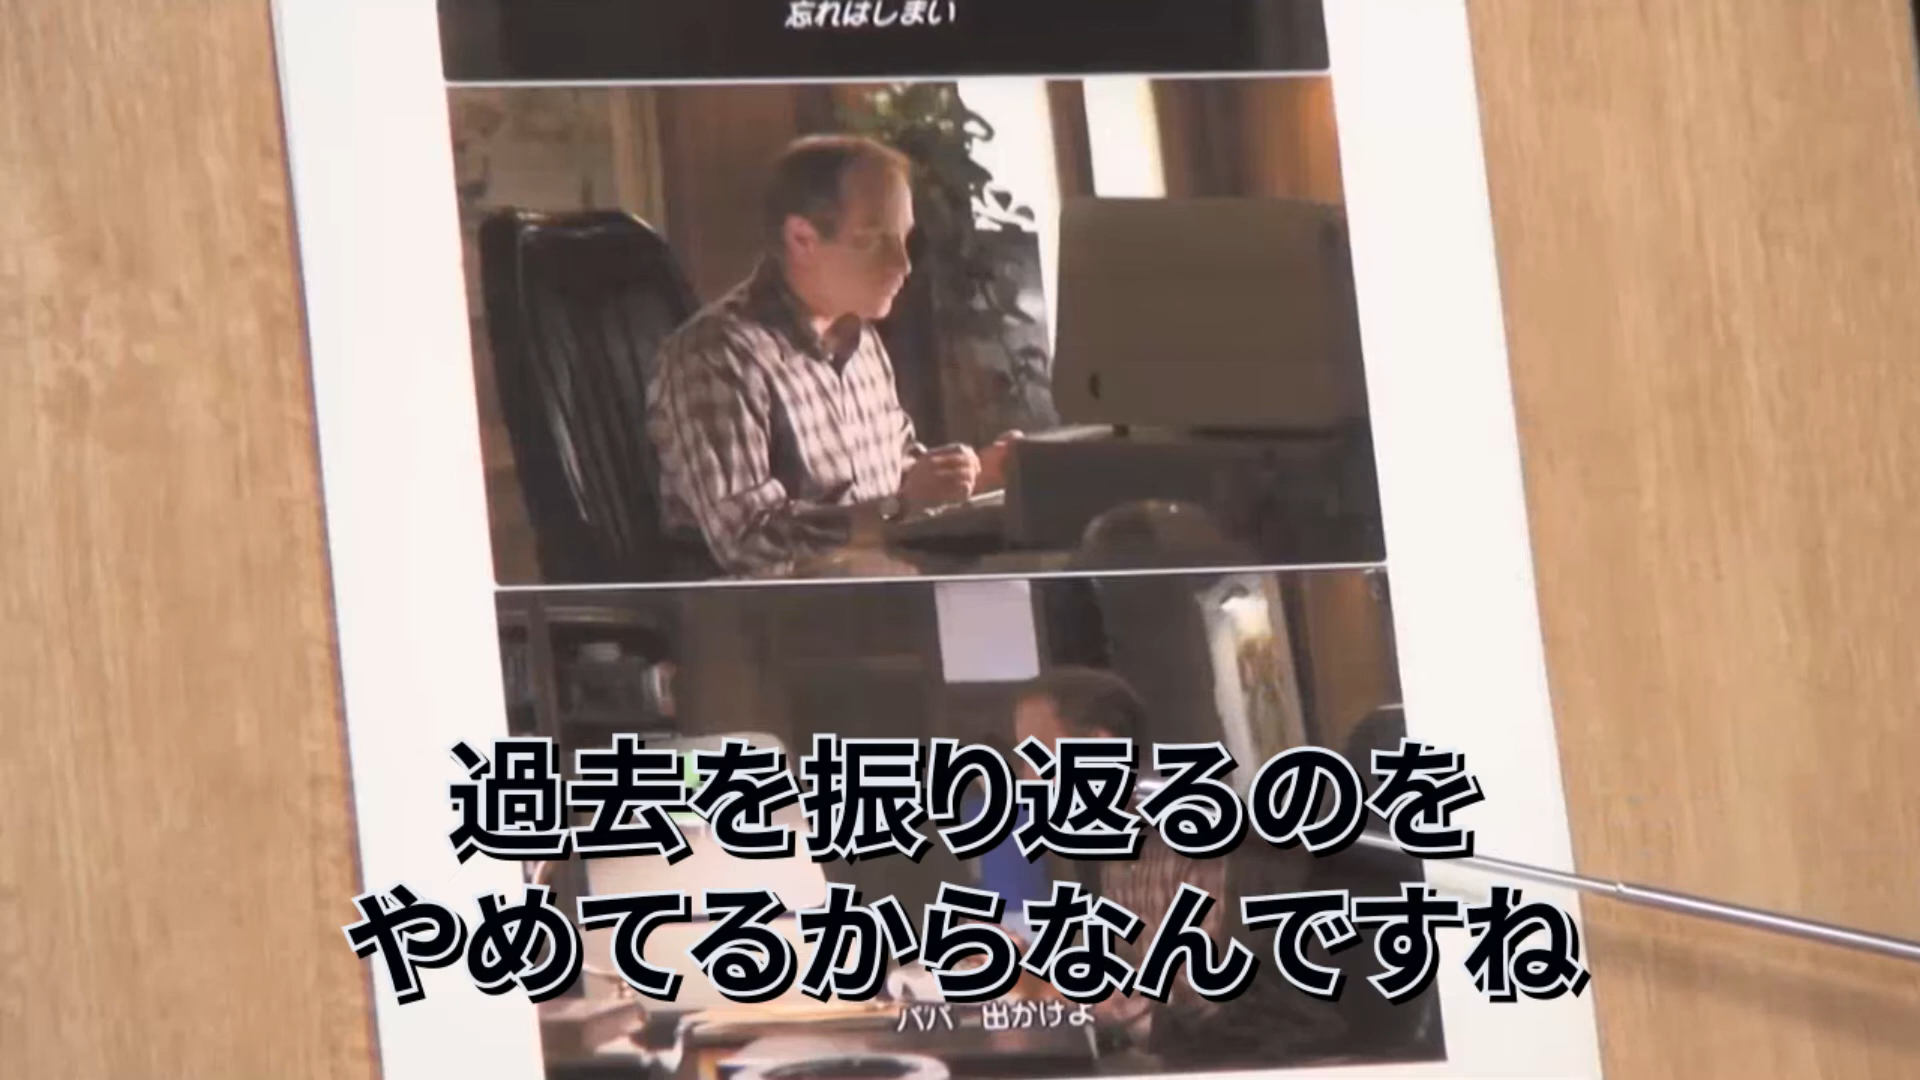 忘れはしまい
過去を振り返るのを
やめてるからなんですね
パパ 出かけよ